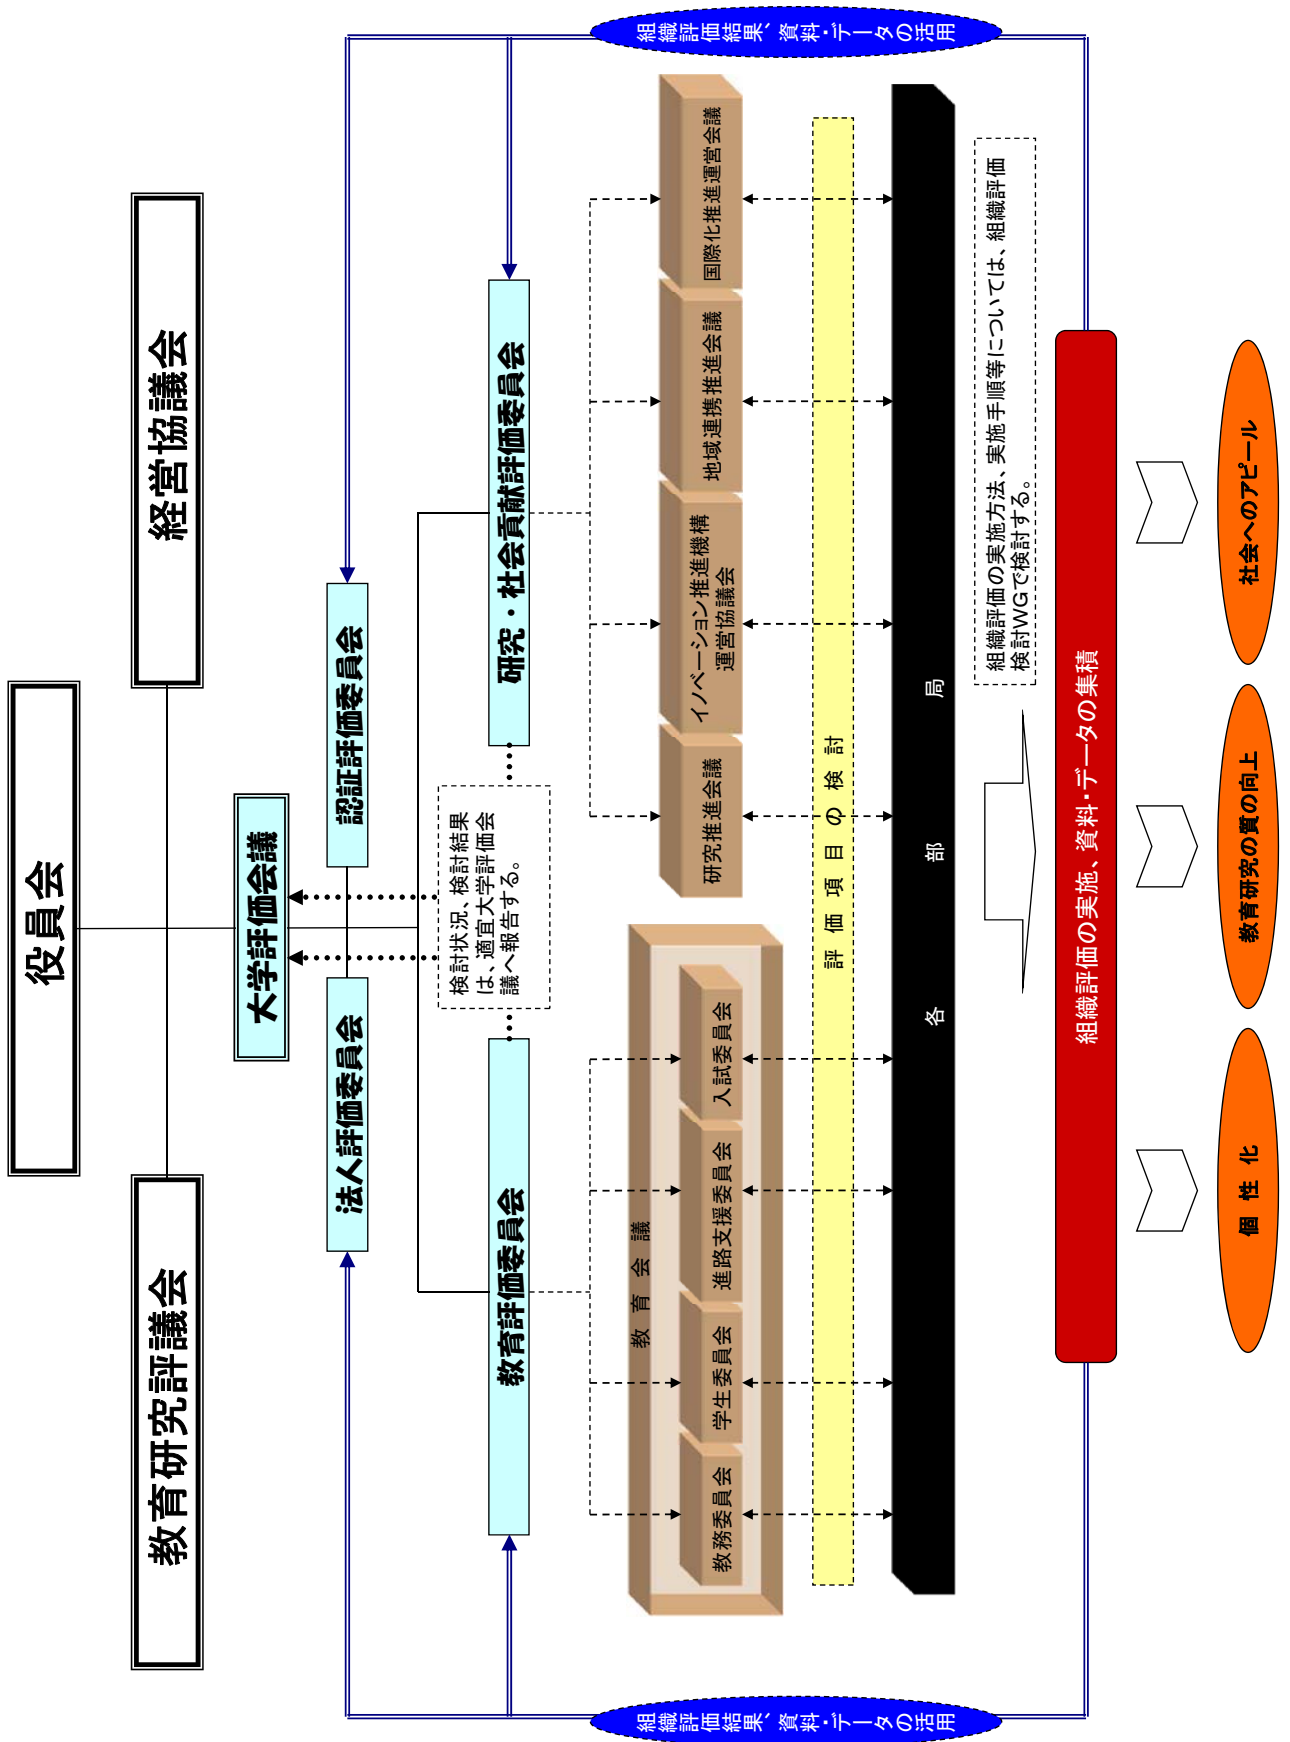 役員会
教育研究評議会
経営協議会
大学評価会議
法人評価委員会
認証評価委員会
検討状況、検討結果
は、適宜大学評価会
議へ報告する。
教育評価委員会
研究・社会貢献評価委員会
組織評価結果、資料・データの活用
組織評価結果、資料・データの活用
教育会議
教務委員会
学生委員会
進路支援委員会
入試委員会
研究推進会議
イノベーション推進機構
運営協議会
地域連携推進会議
国際化推進運営会議
評価項目の検討
各部局
組織評価の実施方法、実施手順等については、組織評価
検討WGで検討する。
組織評価の実施、資料・データの集積
個性化
教育研究の質の向上
社会へのアピール